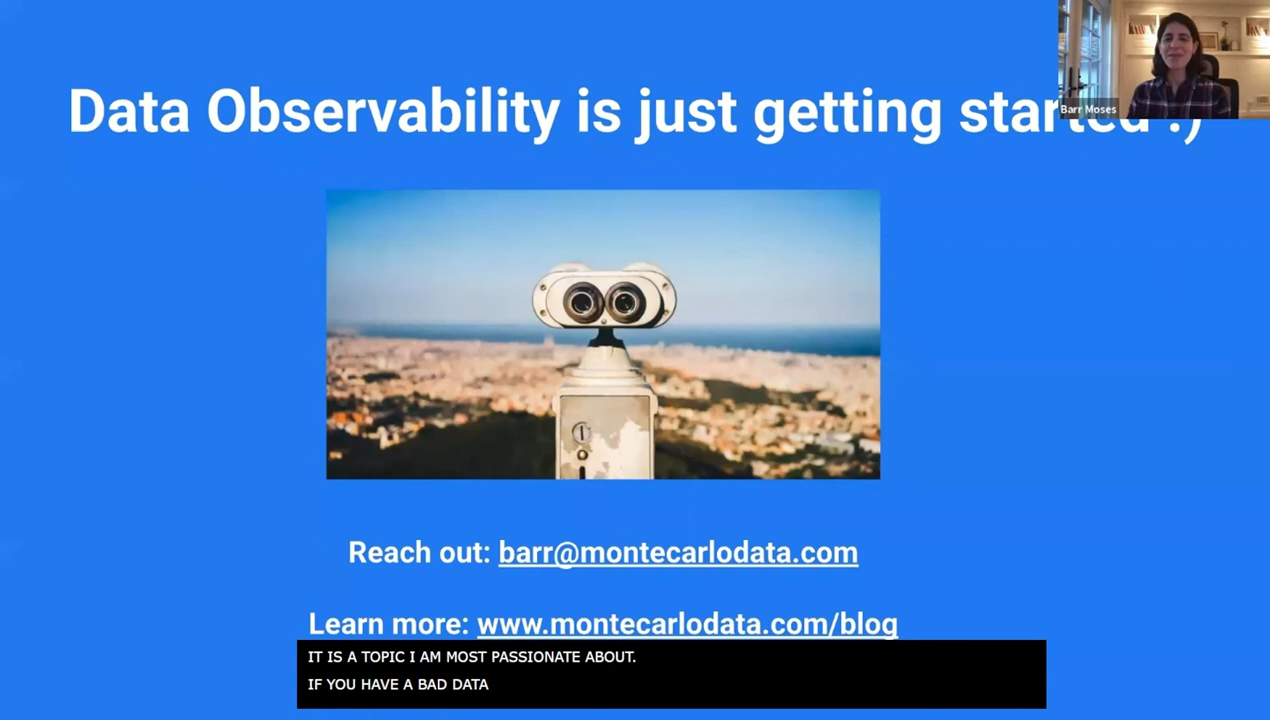 Data Observability is just getting started :)
Barr Moses
Reach out: barr@montecarlodata.com
Learn more: www.montecarlodata.com/blog
IT IS A TOPIC I AM MOST PASSIONATE ABOUT.
IF YOU HAVE A BAD DATA